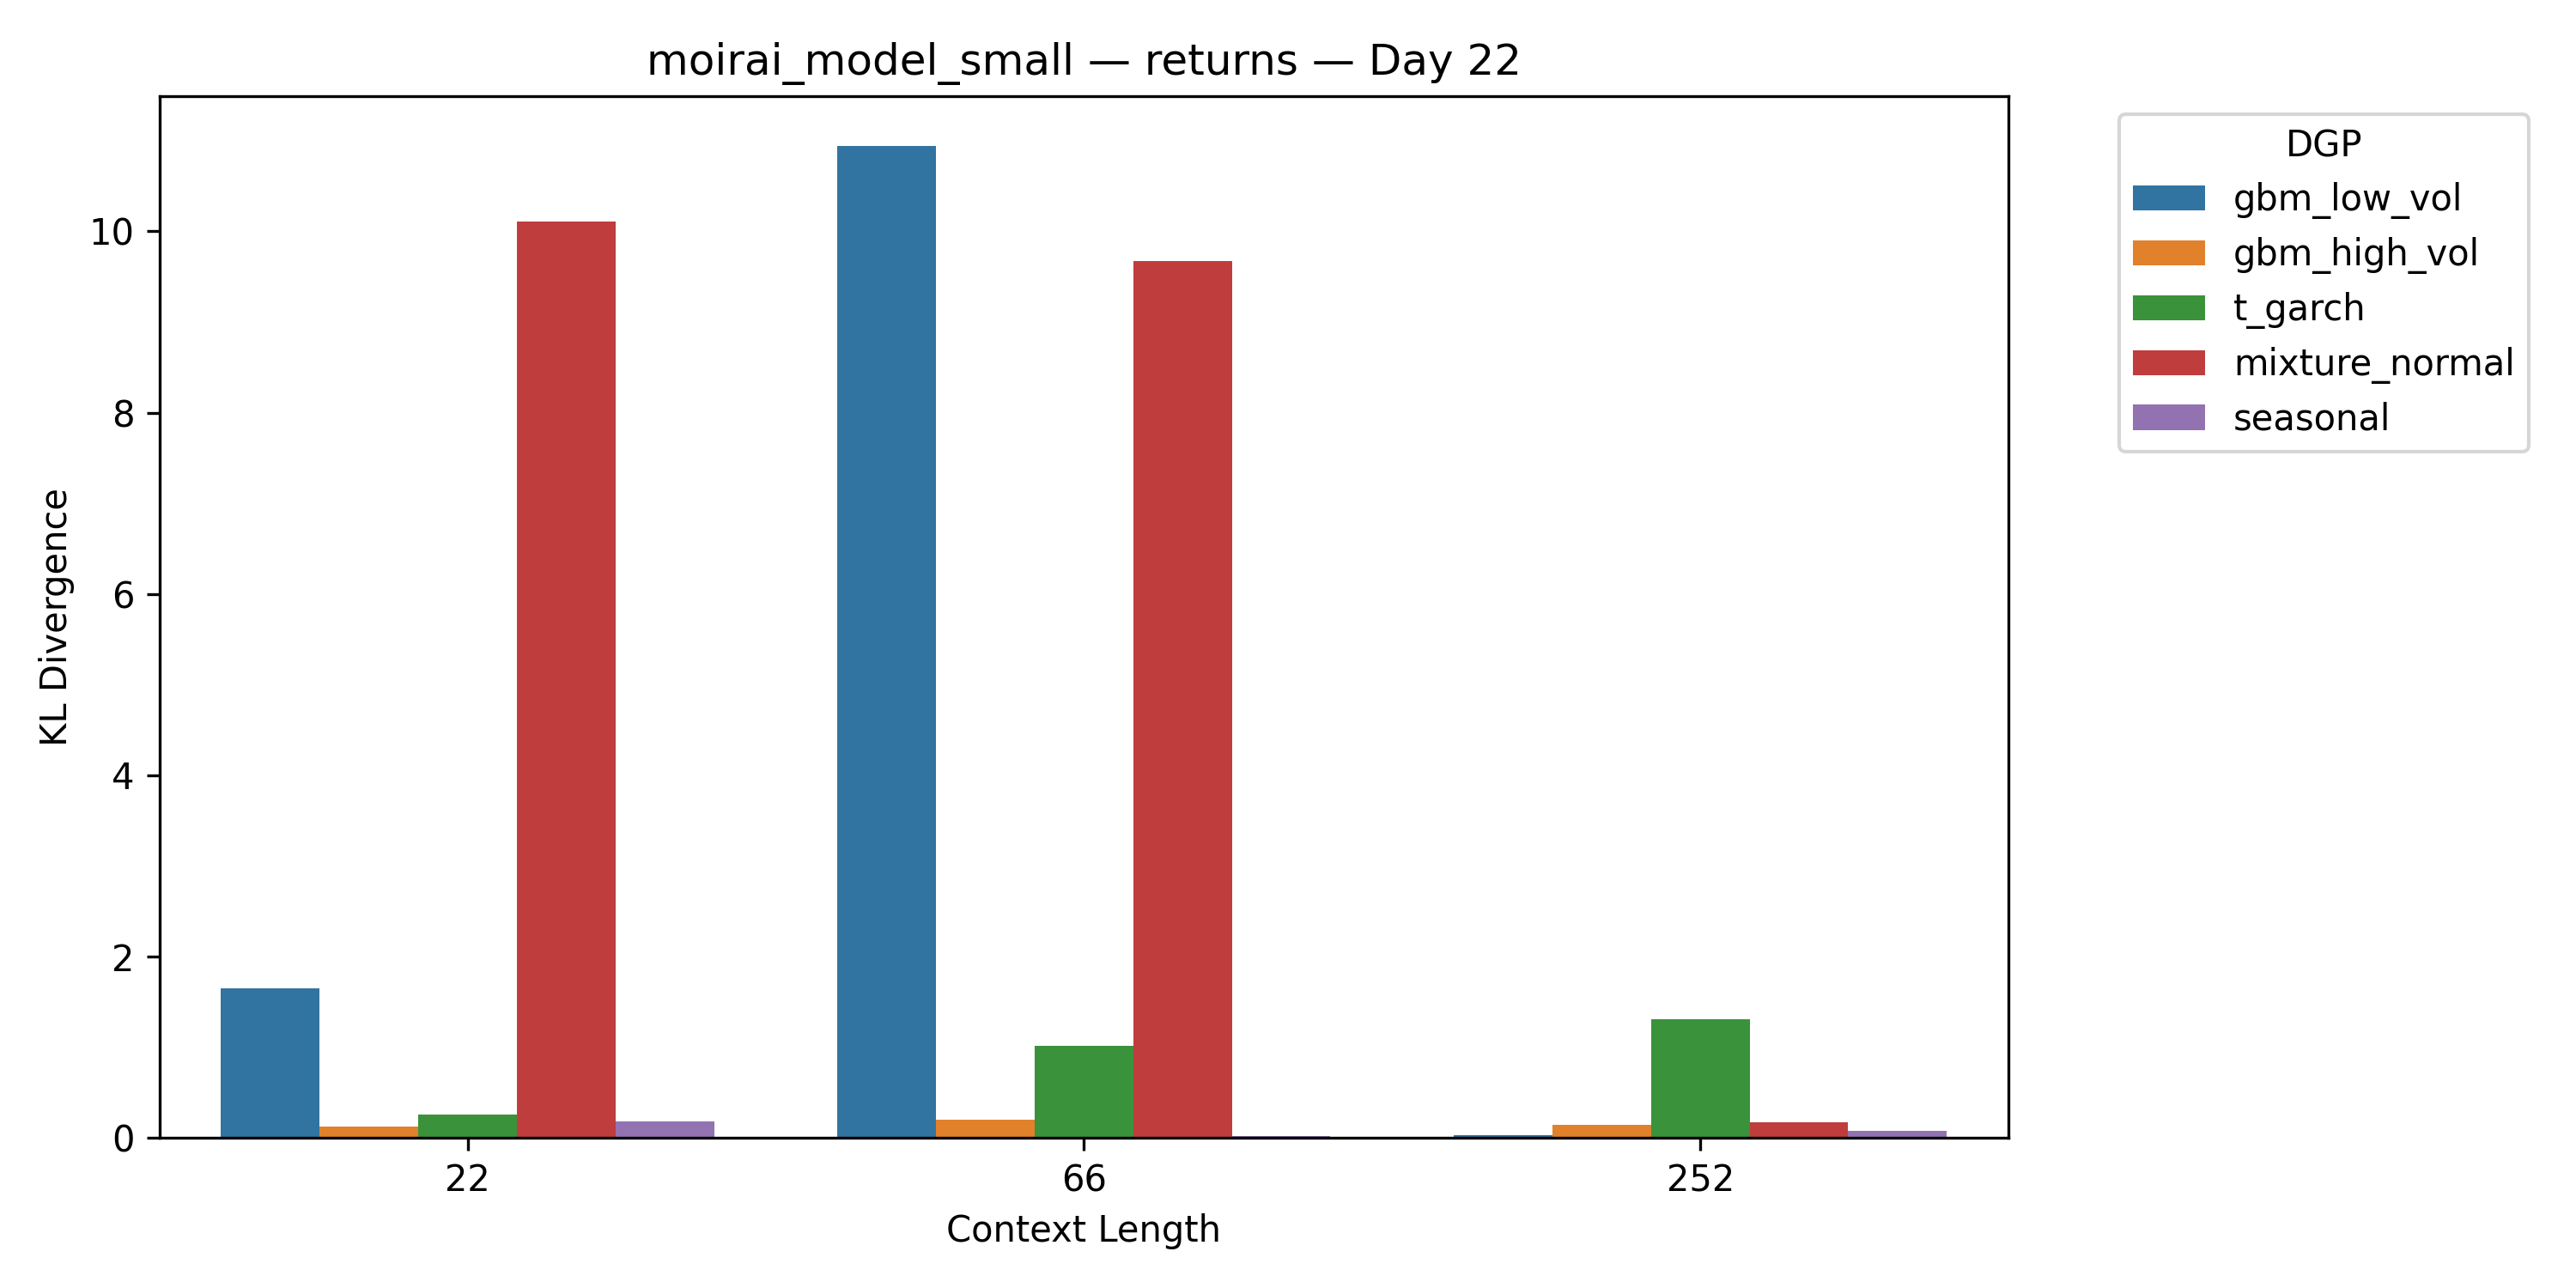 moirai_model_small — returns — Day 22
KL Divergence
10
8
6
4
2
0
22
66
252
Context Length
DGP
gbm_low_vol
gbm_high_vol
t_garch
mixture_normal
seasonal